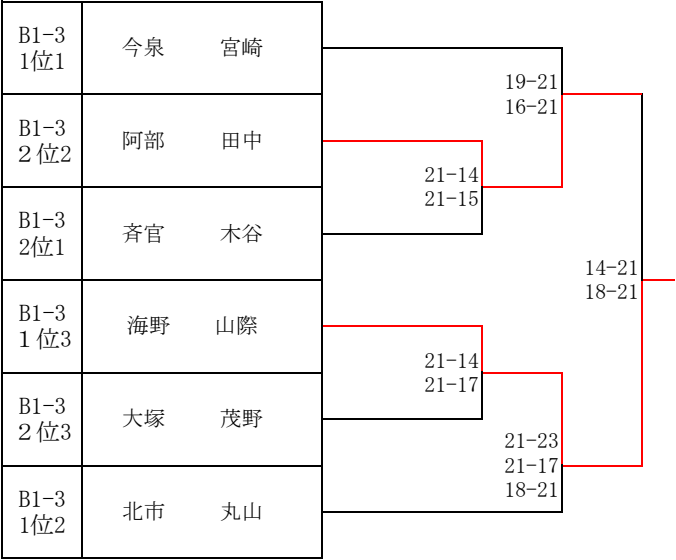 B1-3
1位1
今泉 宮崎
19-21
16-21
B1-3
２位2
阿部 田中
21-14
21-15
B1-3
2位1
斉官 木谷
14-21
18-21
B1-3
１位3
海野 山際
21-14
21-17
B1-3
２位3
大塚 茂野
21-23
21-17
18-21
B1-3
1位2
北市 丸山